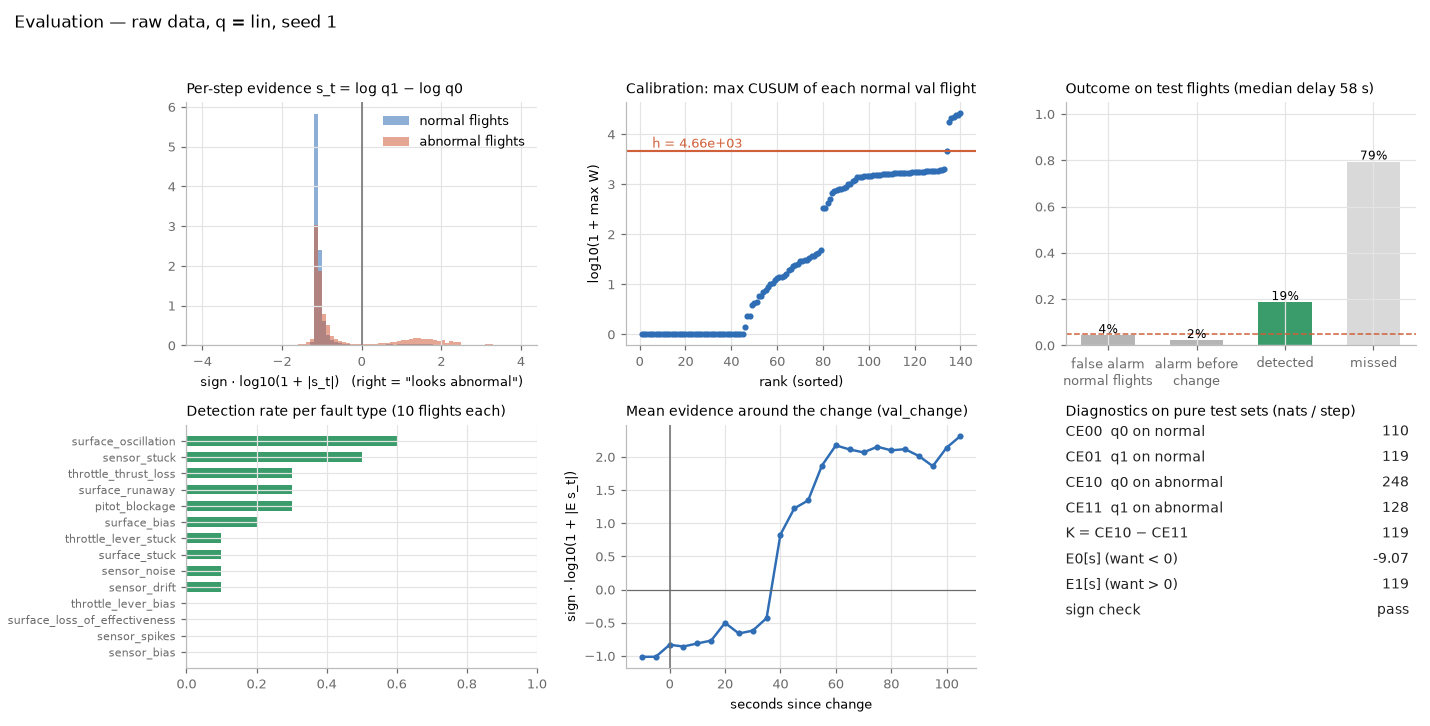 Evaluation — raw data, q = lin, seed 1
Per-step evidence s_t = log q1 − log q0
6
5
4
3
2
1
0
normal flights
abnormal flights
−4
−2
0
2
4
sign · log10(1 + |s_t|)   (right = "looks abnormal")
Calibration: max CUSUM of each normal val flight
log10(1 + max W)
4
3
2
1
0
h = 4.66e+03
0
20
40
60
80
100
120
140
rank (sorted)
Outcome on test flights (median delay 58 s)
1.0
0.8
0.6
0.4
0.2
0.0
4%
2%
19%
79%
false alarm
normal flights
alarm before
change
detected
missed
Detection rate per fault type (10 flights each)
surface_oscillation
sensor_stuck
throttle_thrust_loss
surface_runaway
pitot_blockage
surface_bias
throttle_lever_stuck
surface_stuck
sensor_noise
sensor_drift
throttle_lever_bias
surface_loss_of_effectiveness
sensor_spikes
sensor_bias
0.0
0.2
0.4
0.6
0.8
1.0
Mean evidence around the change (val_change)
sign · log10(1 + |E s_t|)
2.0
1.5
1.0
0.5
0.0
−0.5
−1.0
0
20
40
60
80
100
seconds since change
Diagnostics on pure test sets (nats / step)
CE00  q0 on normal 110
CE01  q1 on normal 119
CE10  q0 on abnormal 248
CE11  q1 on abnormal 128
K = CE10 − CE11 119
E0[s] (want < 0) -9.07
E1[s] (want > 0) 119
sign check pass